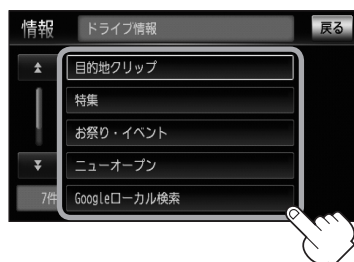 情報 ドライブ情報 戻る
目的地クリップ
特集
お祭り・イベント
ニューオープン
7件 Googleローカル検索